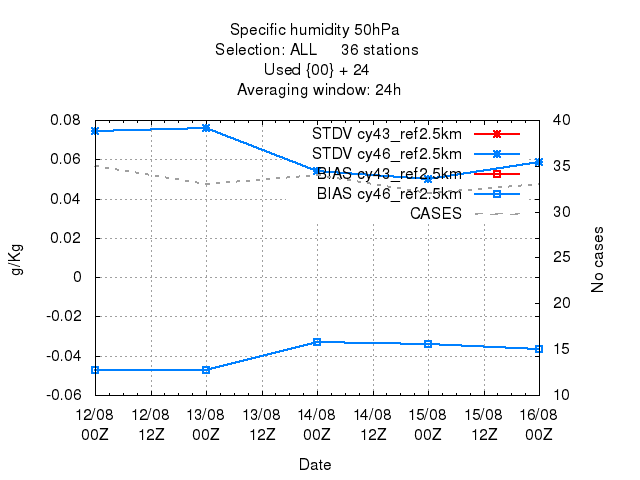 Specific humidity 50hPa
Selection: ALL 36 stations
Used {00} + 24
Averaging window: 24h
0.08
0.06
0.04
0.02
0
-0.02
-0.04
-0.06
g/Kg
40
35
30
25
20
15
10
No cases
STDV cy43_ref2.5km
STDV cy46_ref2.5km
BIAS cy43_ref2.5km
BIAS cy46_ref2.5km
CASES
12/08 12/08 13/08 13/08 14/08 14/08 15/08 15/08 16/08
00Z 12Z 00Z 12Z 00Z 12Z 00Z 12Z 00Z
Date